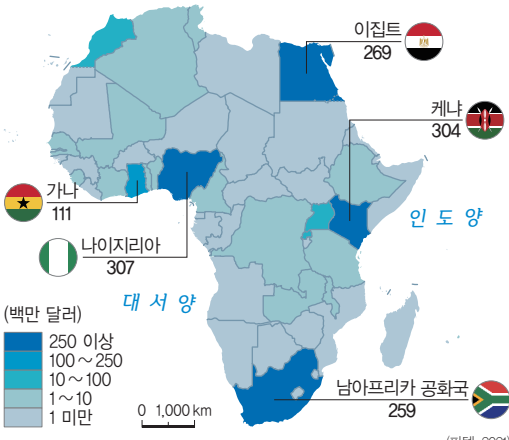 이집트
269
케냐
304
가나
111
인 도 양
나이지리아
307
대 서 양
(백만 달러)
250 이상
100～250
10～100
1～10
1 미만
0 1,000 km
남아프리카 공화국
259